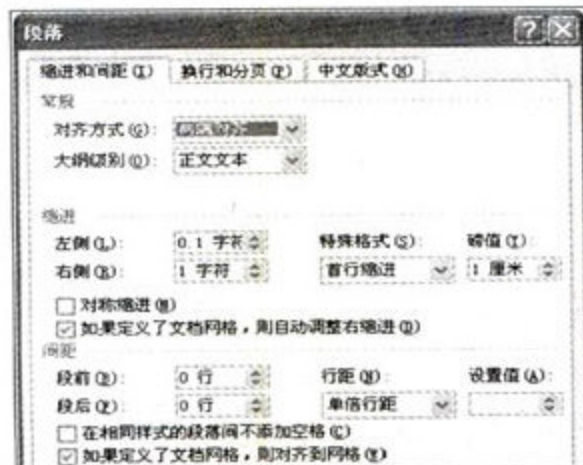 段落
缩进和间距(I) 换行和分页(P) 中文版式(H)
常规
对齐方式(G): 两端对齐
大纲级别(O): 正文文本
缩进
左侧(L): 0.1 字符 特殊格式(S): 磅值(Y):
右侧(R): 1 字符 首行缩进 1 厘米
对称缩进(M)
如果定义了文档网格，则自动调整右缩进(D)
间距
段前(B): 0 行 行距(N): 设置值(A):
段后(F): 0 行 单倍行距
在相同样式的段落间不添加空格(C)
如果定义了文档网格，则对齐到网格(W)